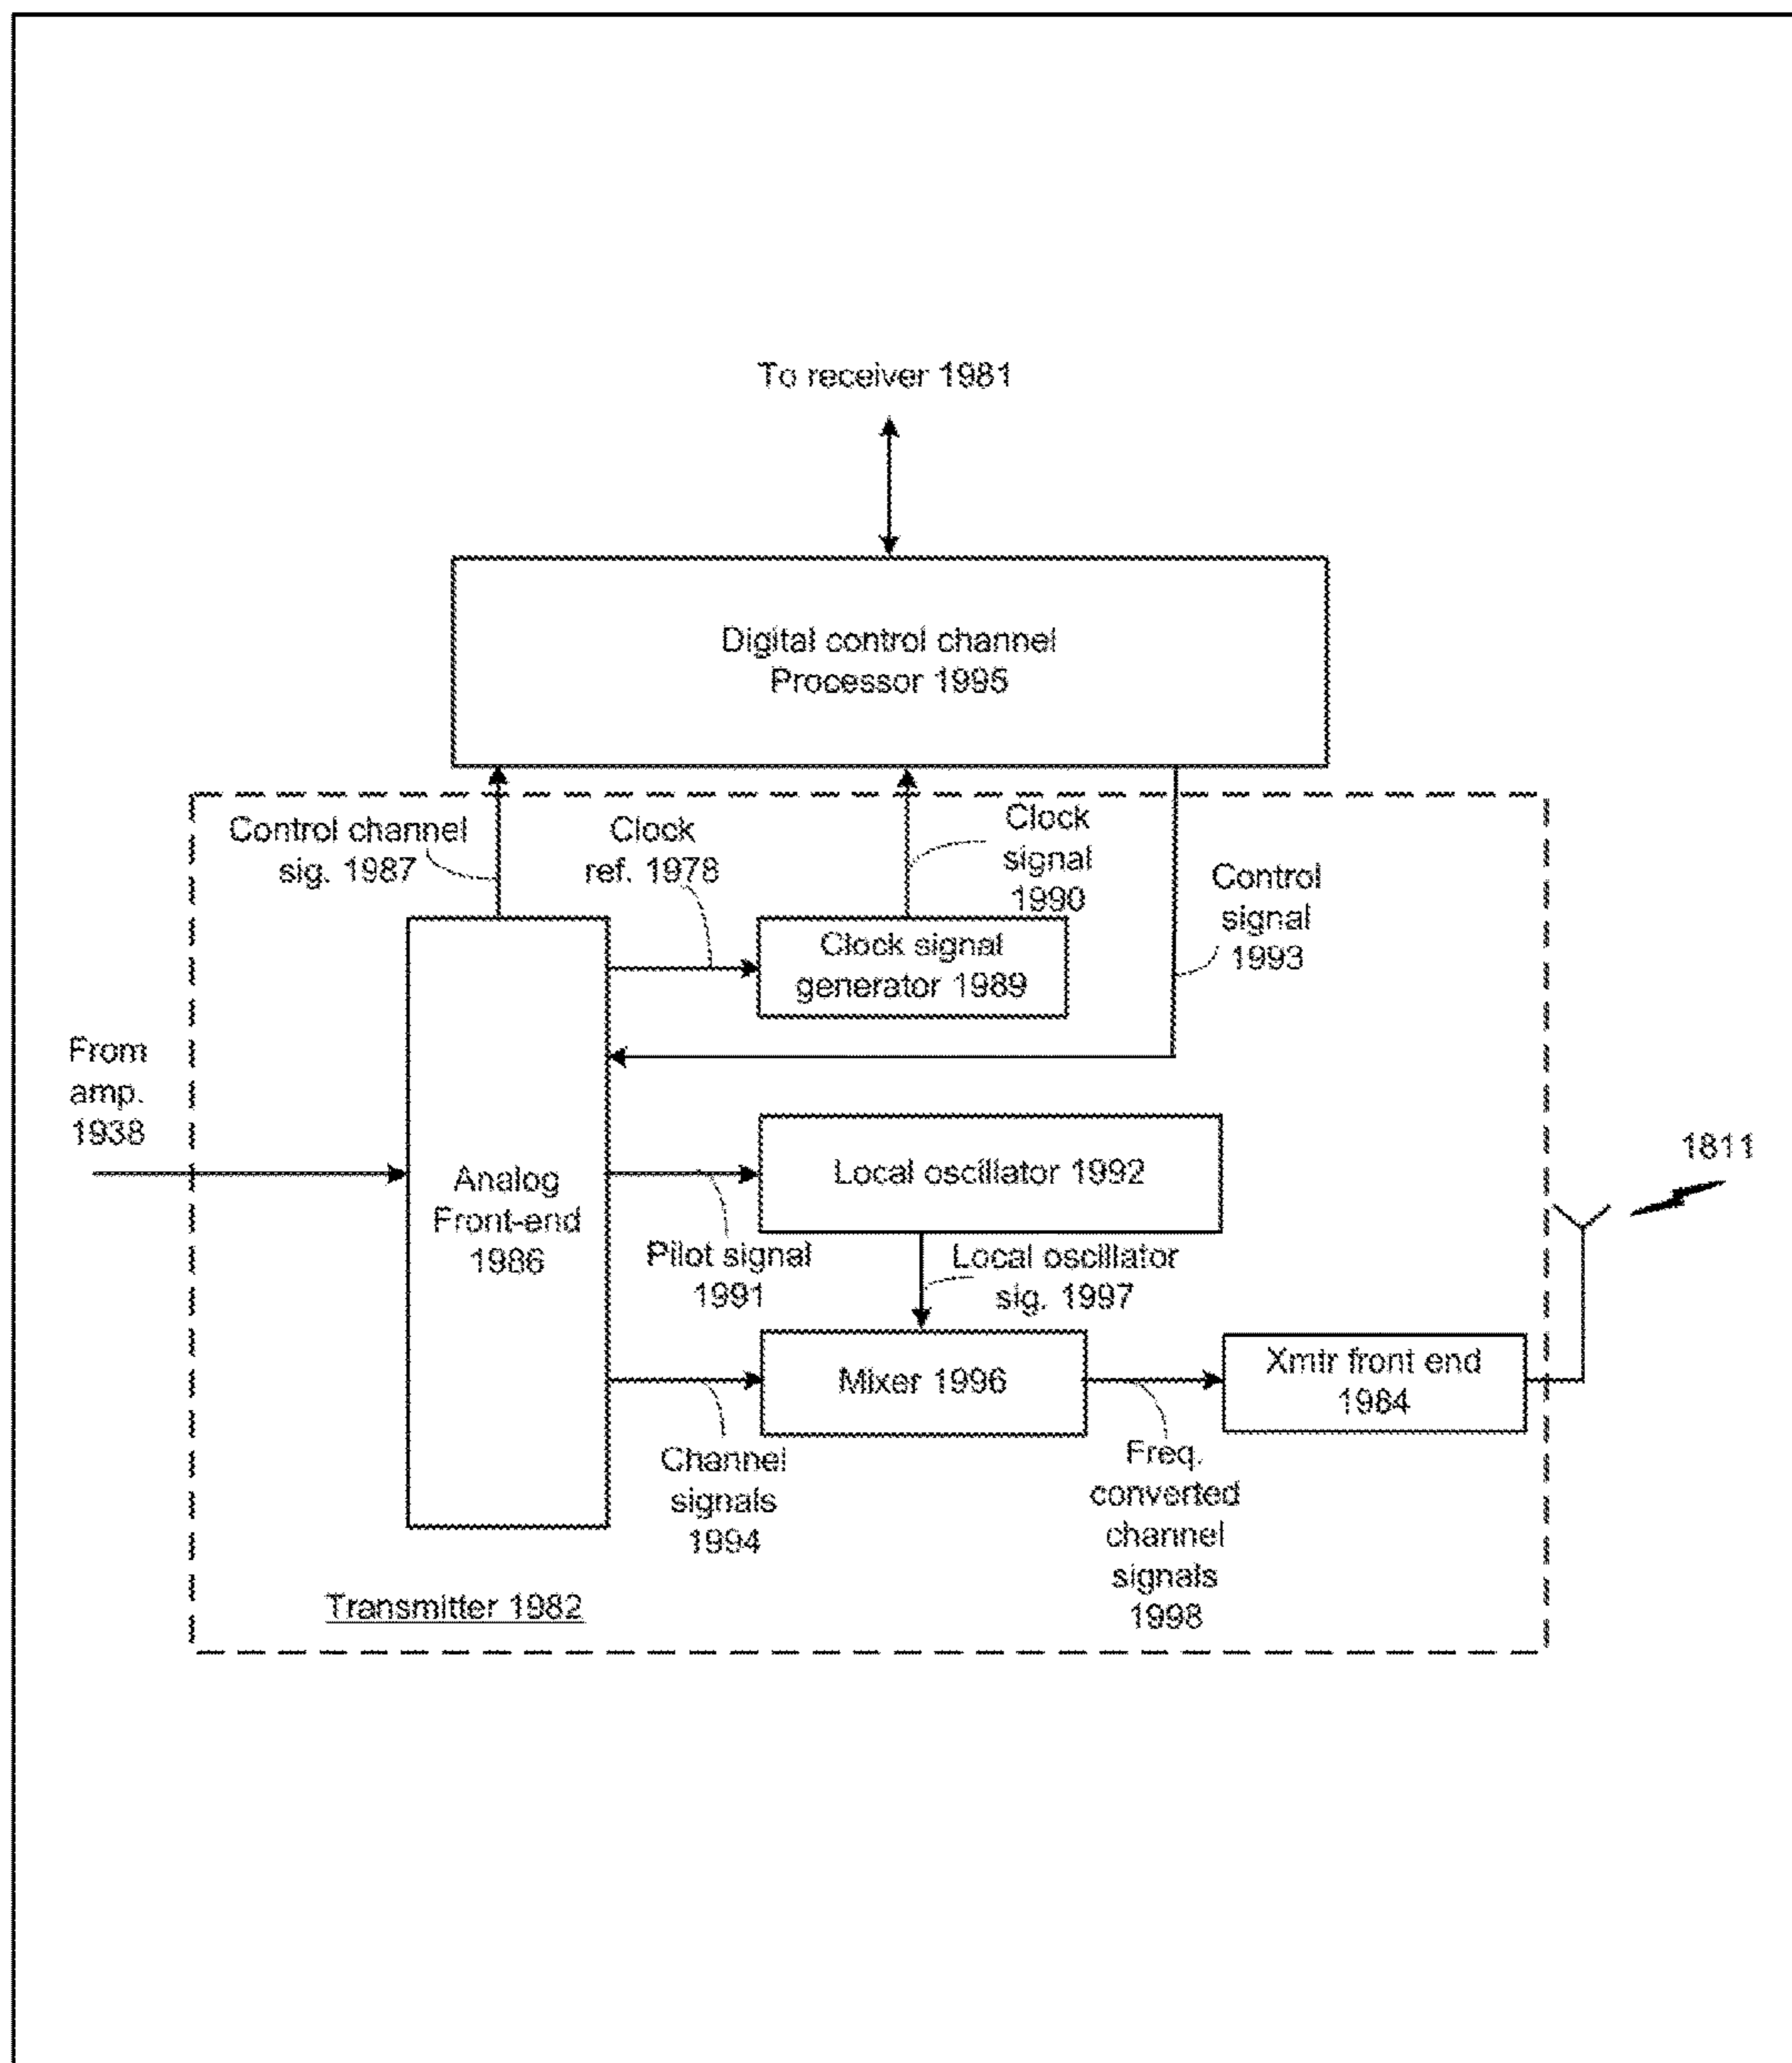 To receiver 1981
Digital control channel
Processor 1995
Control channel
sig. 1987
Clock
ref. 1978
Clock
signal
1990
Control
signal
1993
Clock signal
generator 1989
From
amp.
1938
Analog
Front-end
1986
Local oscillator 1992
Pilot signal
1991
Local oscillator
sig. 1997
1811
Mixer 1996
Xmtr front end
1984
Channel
signals
1994
Freq.
converted
channel
signals
1998
Transmitter 1982